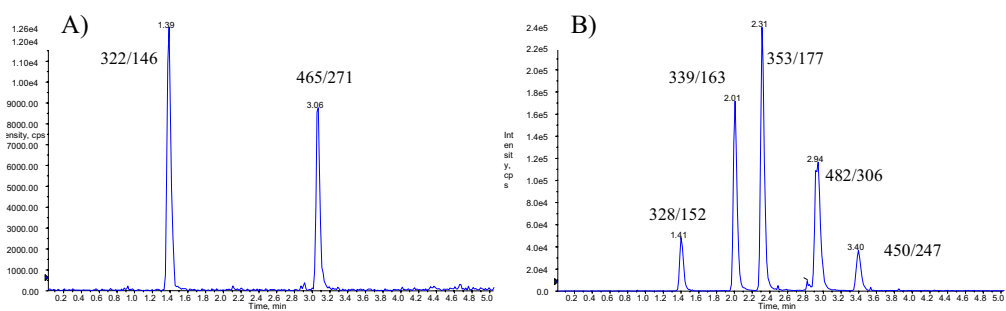 A)
1.39
322/146
465/271
3.06
ensity, cps
1.26e4
1.20e4
1.10e4
1.00e4
9000.00
8000.00
7000.00
6000.00
5000.00
4000.00
3000.00
2000.00
1000.00
0.00
0.2 0.4 0.6 0.8 1.0 1.2 1.4 1.6 1.8 2.0 2.2 2.4 2.6 2.8 3.0 3.2 3.4 3.6 3.8 4.0 4.2 4.4 4.6 4.8 5.0
Time, min
B)
2.31
353/177
339/163
2.01
2.94
482/306
328/152
1.41
3.40
450/247
Int
en
sit
y,
cp
s
2.4e5
2.2e5
2.0e5
1.8e5
1.6e5
1.4e5
1.2e5
1.0e5
8.0e4
6.0e4
4.0e4
2.0e4
0.0
0.2 0.4 0.6 0.8 1.0 1.2 1.4 1.6 1.8 2.0 2.2 2.4 2.6 2.8 3.0 3.2 3.4 3.6 3.8 4.0 4.2 4.4 4.6 4.8 5.0
Time, min